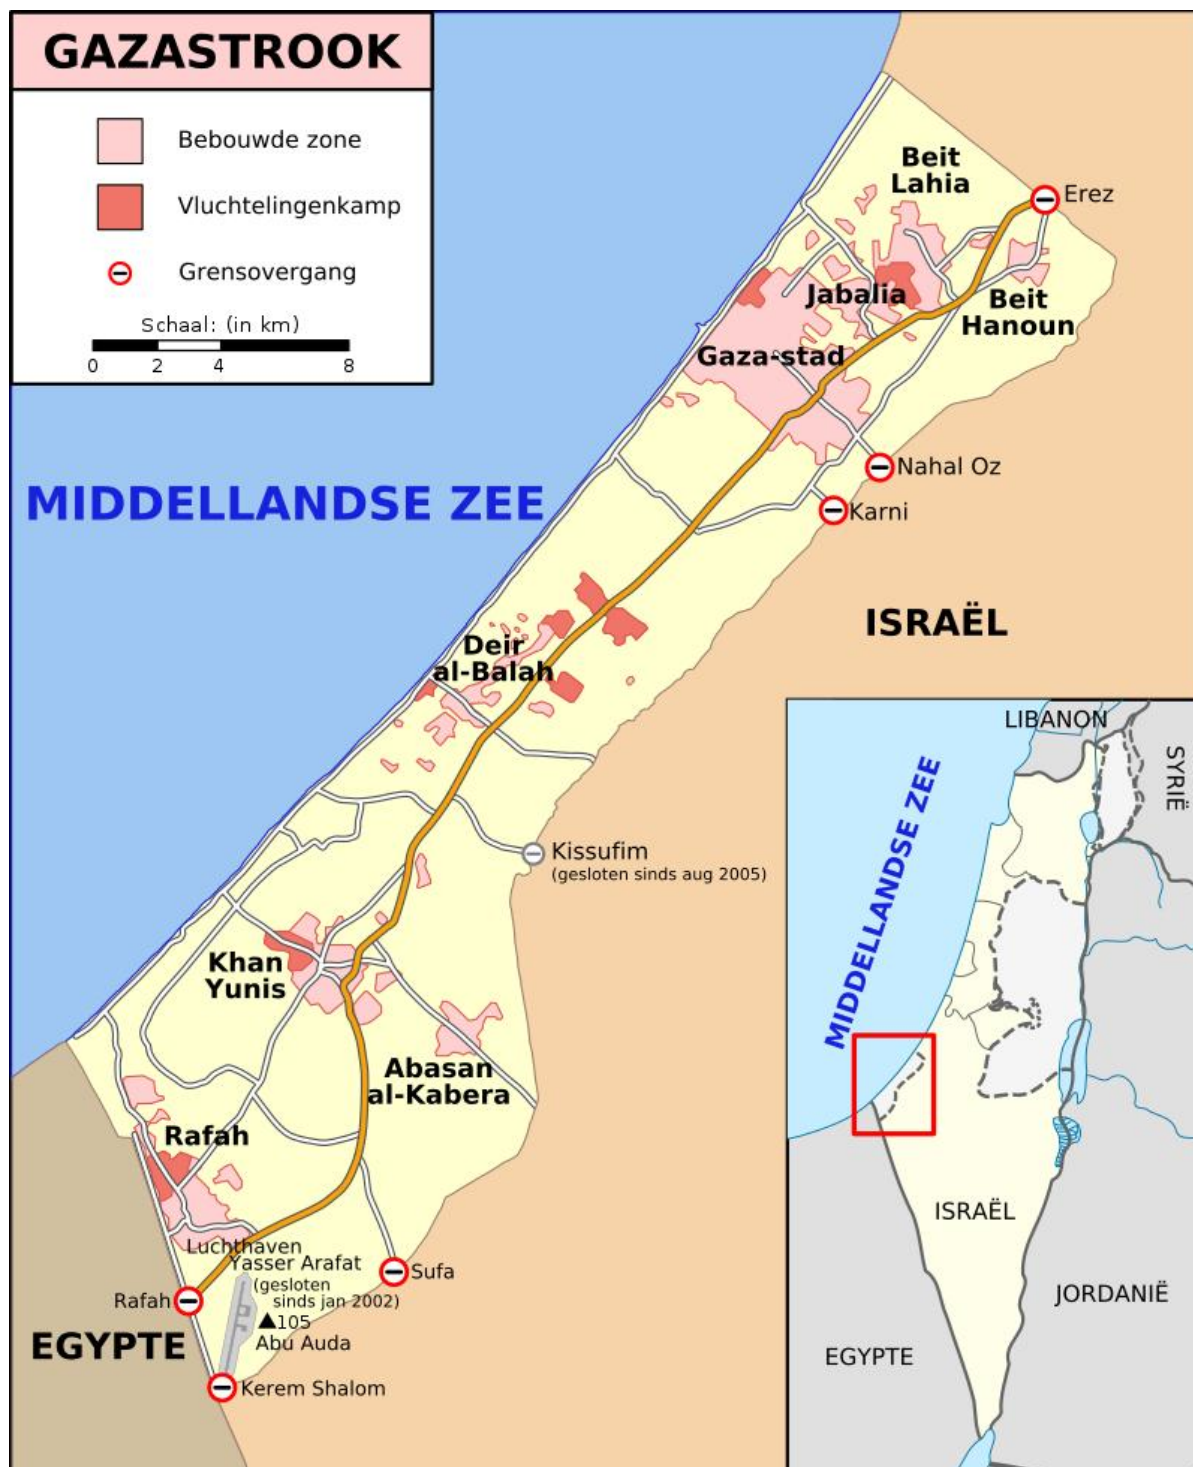 GAZASTROOK
Bebouwde zone
Vluchtelingenkamp
Grensovergang
Schaal: (in km)
0 2 4 8
Beit
Lahia
Erez
Jabalia
Beit
Hanoun
Gaza-stad
Nahal Oz
Karni
MIDDELLANDSE ZEE
ISRAËL
Deir
al-Balah
Kissufim
(gesloten sinds aug 2005)
Khan
Yunis
Abasan
al-Kabera
Rafah
Luchthaven
Yasser Arafat
(gesloten
sinds jan 2002)
Sufa
Rafah
105
Abu Auda
EGYPTE
Kerem Shalom
LIBANON
SYRIË
MIDDELLANDSE ZEE
ISRAËL
JORDANIË
EGYPTE